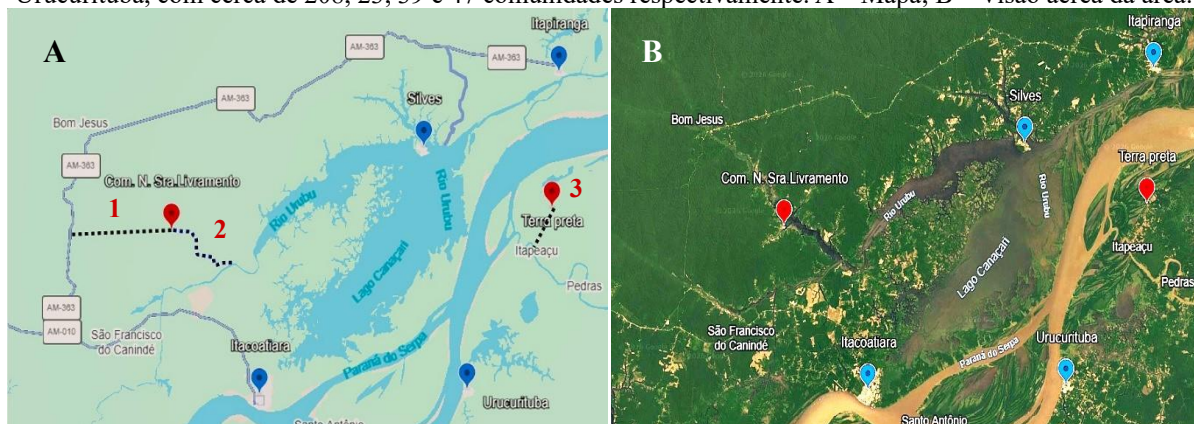 Urucurituba, com cerca de 208, 23, 39 e 47 comunidades respectivamente. A – Mapa; B – Visão aérea da área.
A
AM-363
Itapiranga
AM-363
AM-363
Silves
Bom Jesus
AM-363
Com. N. Sra.Livramento
1
2
3
Rio Urubu
Rio Urubu
Terra preta
Itapeaçu
Lago Canaçari
Pedras
AM-363
AM-010
São Francisco
do Canindé
Itacoatiara
Paraná do Serpa
Urucurituba
Santo Antônio
B
Itapiranga
Silves
Bom Jesus
Terra preta
Com. N. Sra Livramento
Rio Urubu
Rio Urubu
Itapeaçu
Lago Canaçari
Pedras
São Francisco
do Canindé
Urucurituba
Itacoatiara
Paraná do Serpa
Santo Antônio